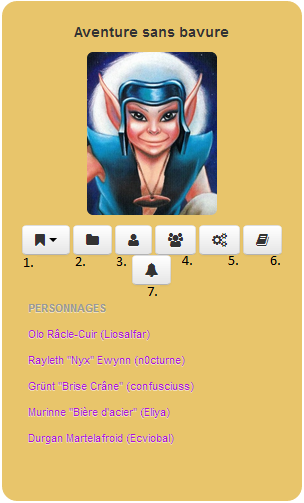 Aventure sans bavure
1. 2. 3. 4. 5. 6.
7.
PERSONNAGES
Olo Râcle-Cuir (Liosalfar)
Rayleth "Nyx" Ewynn (n0cturne)
Grünt "Brise Crâne" (confusciuss)
Murinne "Bière d'acier" (Eliya)
Durgan Martelafroid (Ecviobal)